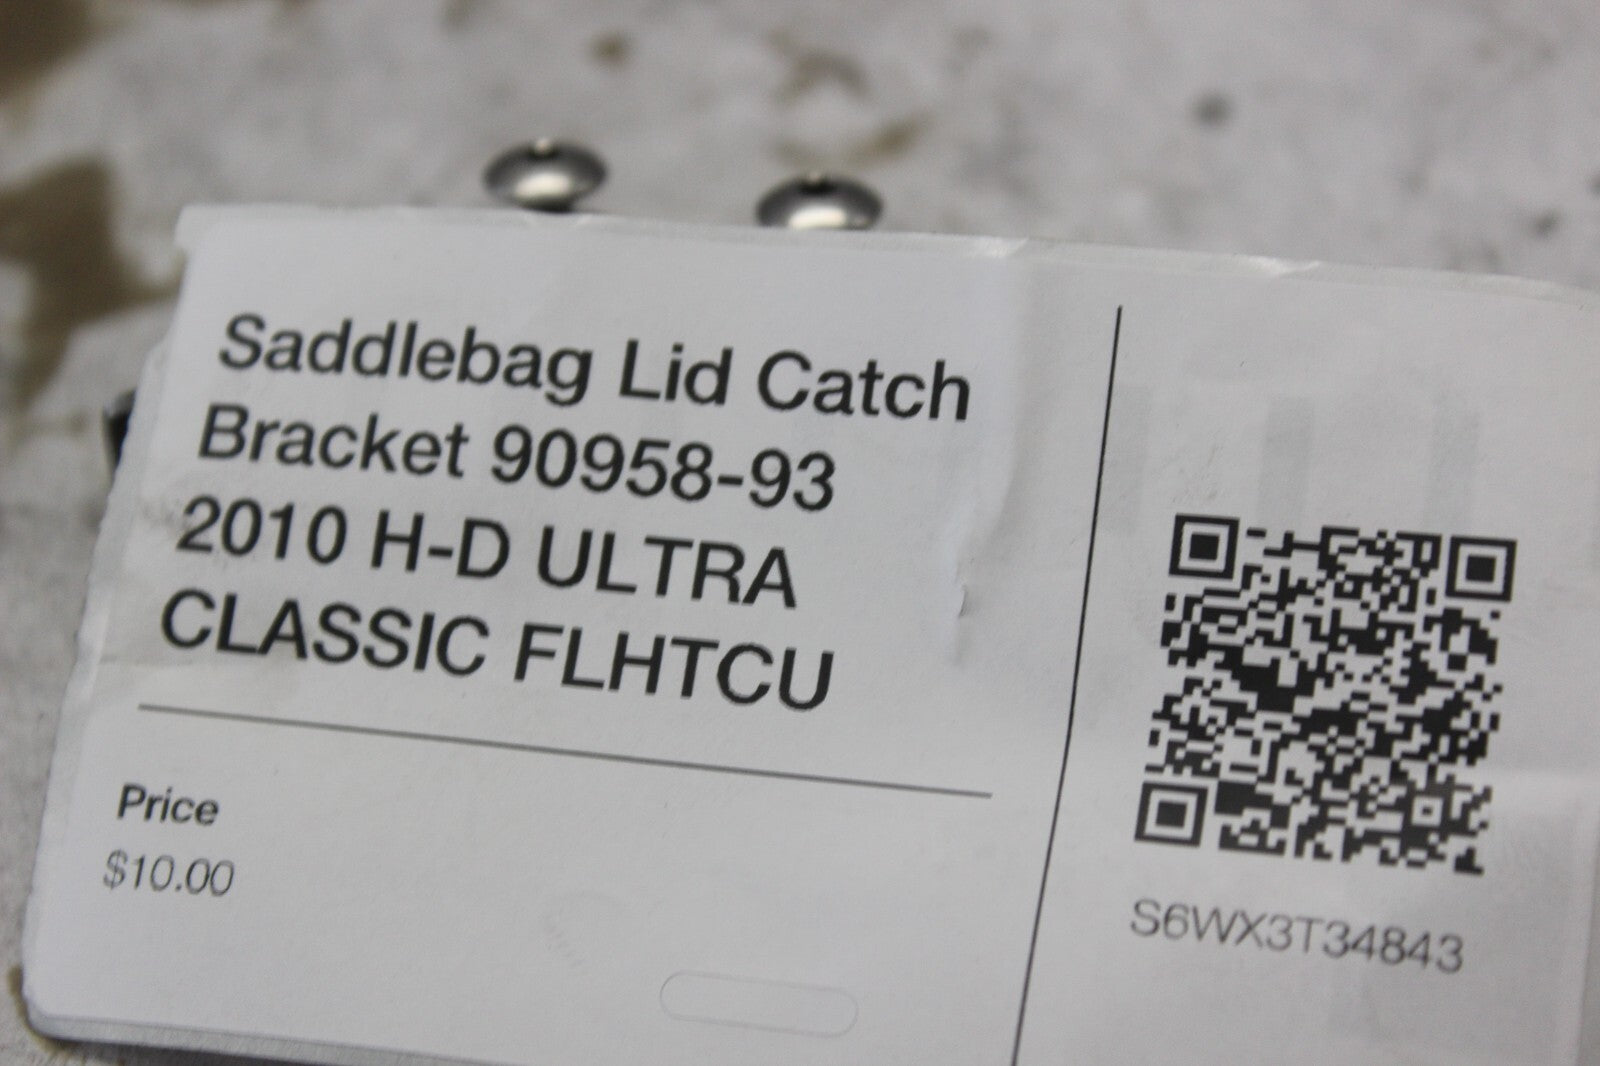 Saddlebag Lid Catch
Bracket 90958-93
2010 H-D ULTRA
CLASSIC FLHTCU
Price
$10.00
S6WX3T34843